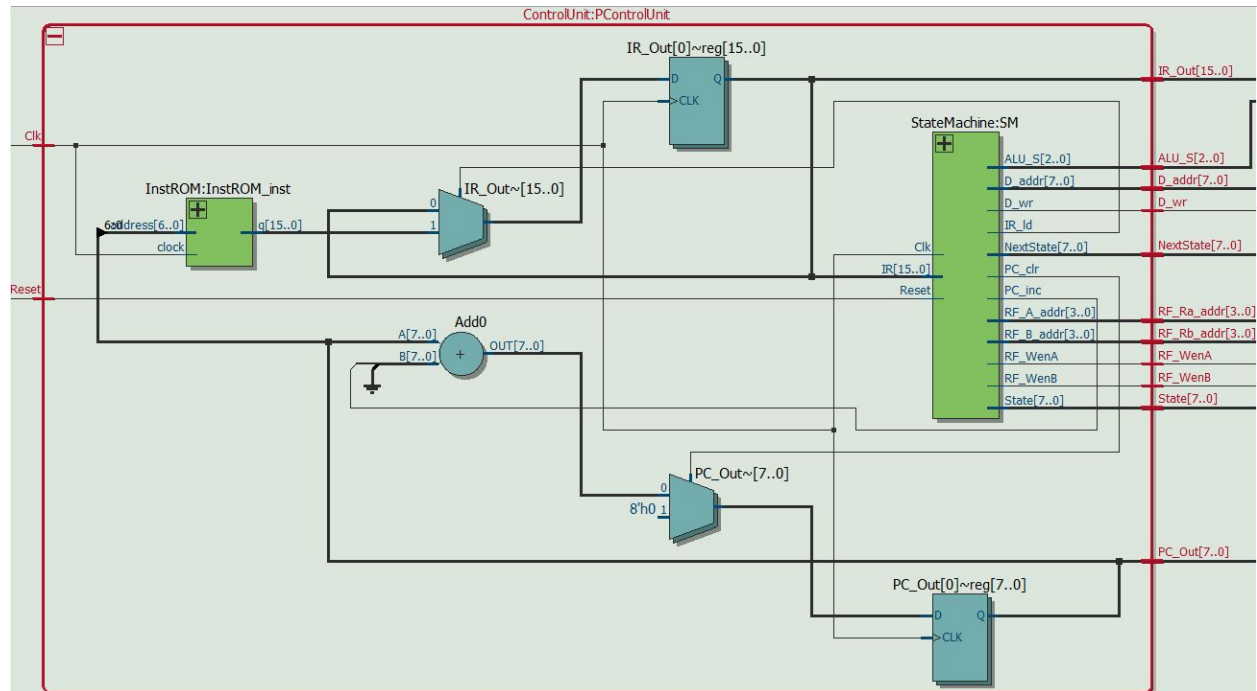 ControlUnit:PControlUnit
IR_Out[0]~reg[15..0]
D
Q
CLK
IR_Out[15..0]
StateMachine:SM
Clk
InstROM:InstROM_inst
IR_Out~[15..0]
ALU_S[2..0]
ALU_S[2..0]
D_addr[7..0]
D_addr[7..0]
D_wr
D_wr
IR_ld
0
1
6:0
address[6..0]
q[15..0]
clock
Clk
NextState[7..0]
NextState[7..0]
IR[15..0]
PC_clr
Reset
Reset
PC_inc
Add0
RF_A_addr[3..0]
RF_Ra_addr[3..0]
A[7..0]
B[7..0]
+
OUT[7..0]
RF_B_addr[3..0]
RF_Rb_addr[3..0]
RF_WenA
RF_WenA
RF_WenB
RF_WenB
State[7..0]
State[7..0]
PC_Out~[7..0]
0
8'h0 1
PC_Out[7..0]
PC_Out[0]~reg[7..0]
D
Q
CLK